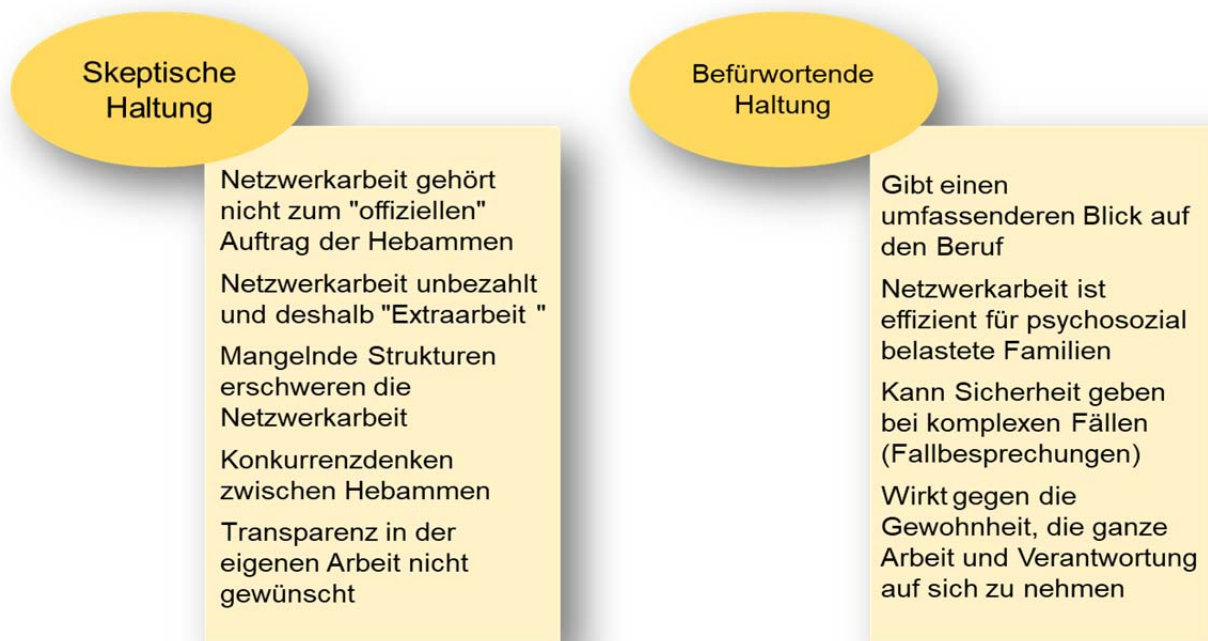 Skeptische
Haltung
Netzwerkarbeit gehört
nicht zum "offiziellen"
Auftrag der Hebammen
Netzwerkarbeit unbezahlt
und deshalb "Extraarbeit "
Mangelnde Strukturen
erschweren die
Netzwerkarbeit
Konkurrenzdenken
zwischen Hebammen
Transparenz in der
eigenen Arbeit nicht
gewünscht
Befürwortende
Haltung
Gibt einen
umfassenderen Blick auf
den Beruf
Netzwerkarbeit ist
effizient für psychosozial
belastete Familien
Kann Sicherheit geben
bei komplexen Fällen
(Fallbesprechungen)
Wirkt gegen die
Gewohnheit, die ganze
Arbeit und Verantwortung
auf sich zu nehmen